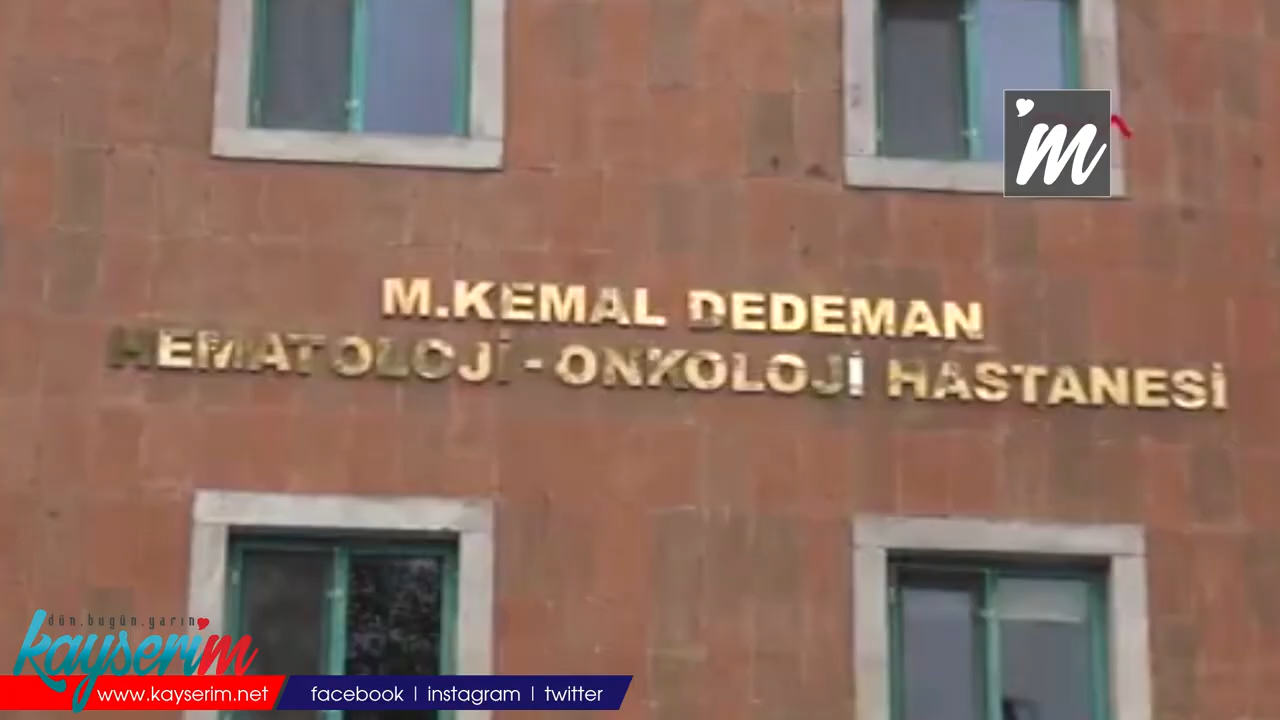 'm
M.KEMAL DEDEMAN
HEMATOLOJİ - ONKOLOJİ HASTANESİ
dün.bugün.yarın
kayserim
www.kayserim.net
facebook | instagram | twitter